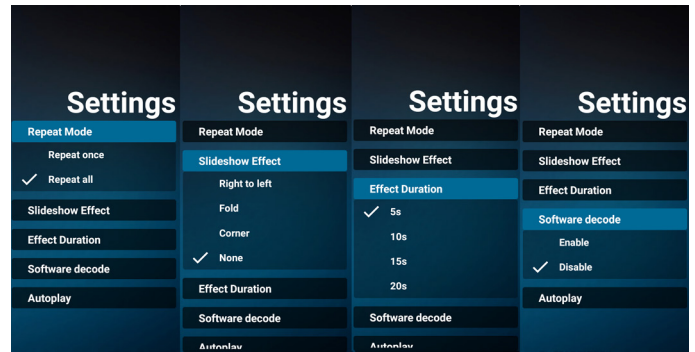 Settings
Repeat Mode
Repeat once
Repeat all
Slideshow Effect
Effect Duration
Software decode
Autoplay
Settings
Repeat Mode
Slideshow Effect
Right to left
Fold
Corner
None
Effect Duration
Software decode
Autoplay
Settings
Repeat Mode
Slideshow Effect
Effect Duration
5s
10s
15s
20s
Software decode
Autoplay
Settings
Repeat Mode
Slideshow Effect
Effect Duration
Software decode
Enable
Disable
Autoplay